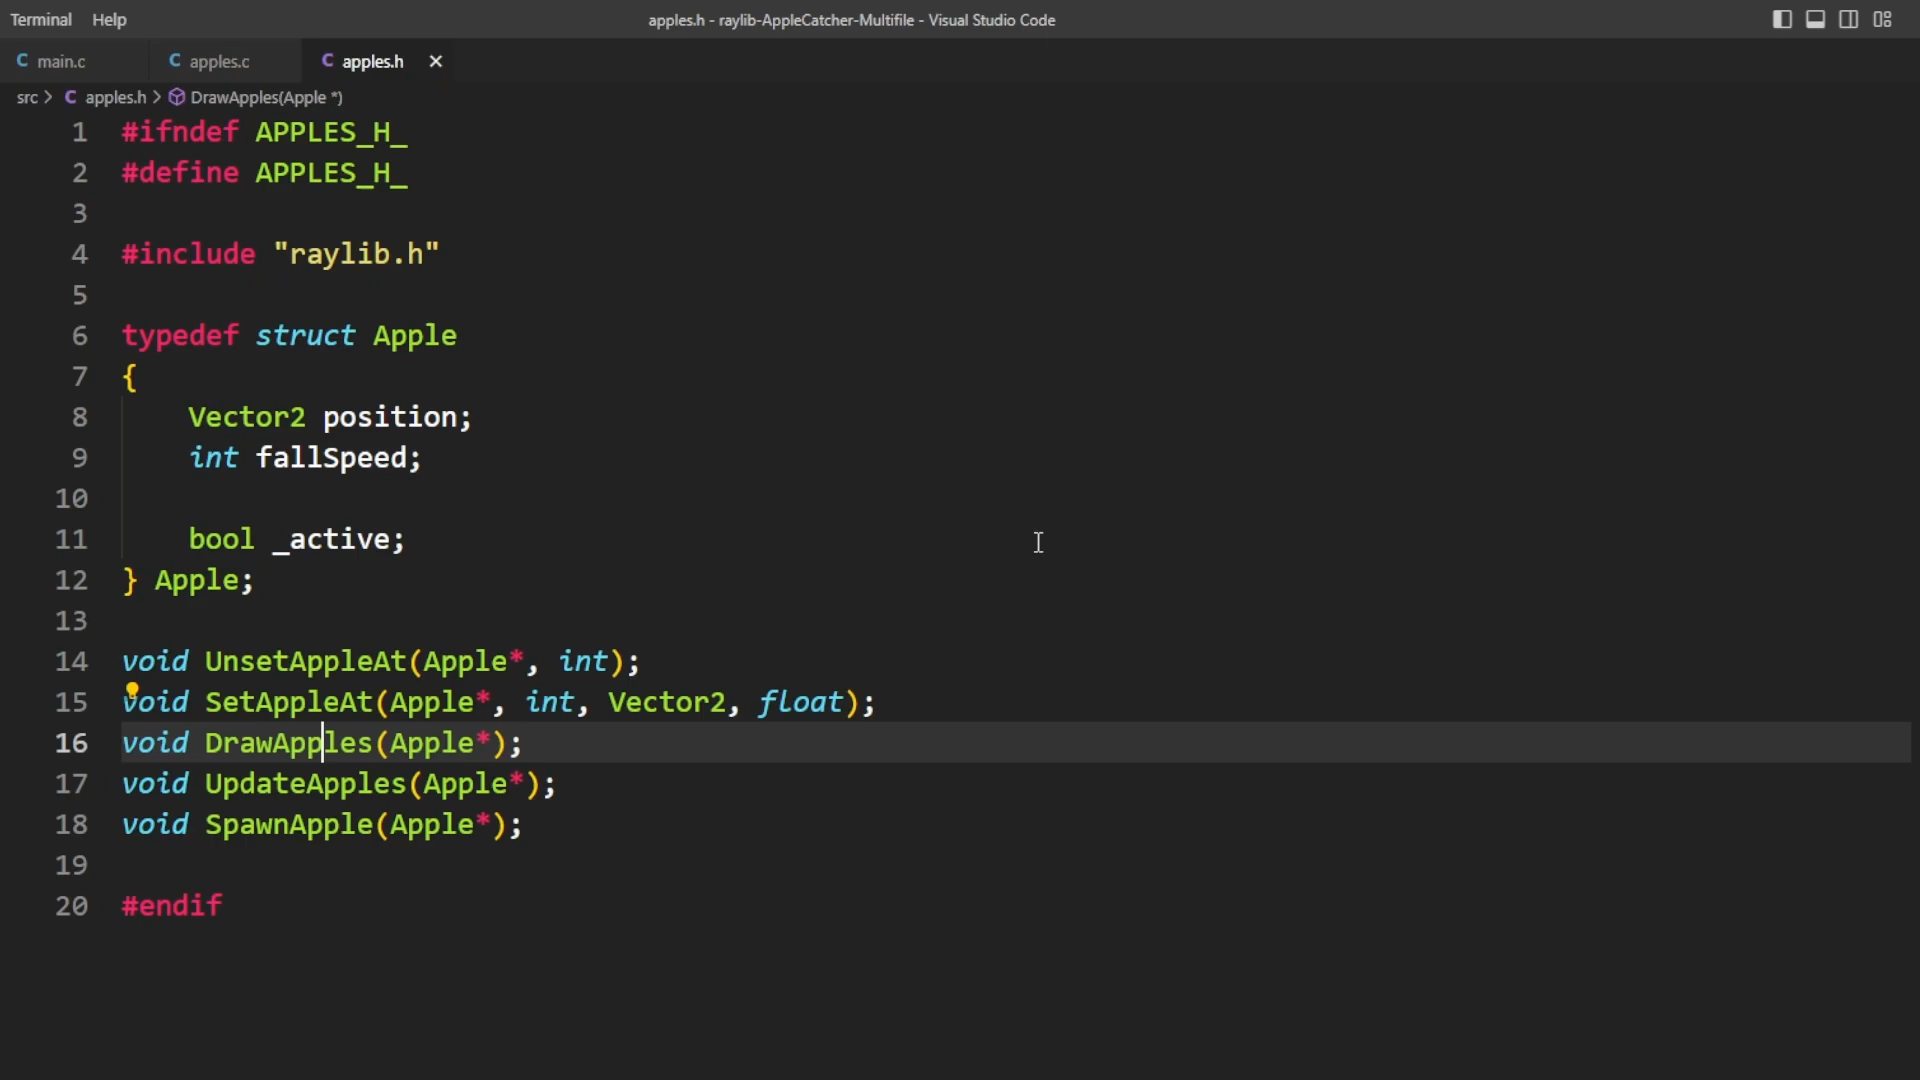 Terminal Help apples.h - raylib-AppleCatcher-Multifile - Visual Studio Code
C main.c C apples.c C apples.h ✕
src > C apples.h > DrawApples(Apple *)
1 #ifndef APPLES_H_
2 #define APPLES_H_
3
4 #include "raylib.h"
5
6 typedef struct Apple
7 {
8     Vector2 position;
9     int fallSpeed;
10
11     bool _active;
12 } Apple;
13
14 void UnsetAppleAt(Apple*, int);
15 void SetAppleAt(Apple*, int, Vector2, float);
16 void DrawApples(Apple*);
17 void UpdateApples(Apple*);
18 void SpawnApple(Apple*);
19
20 #endif